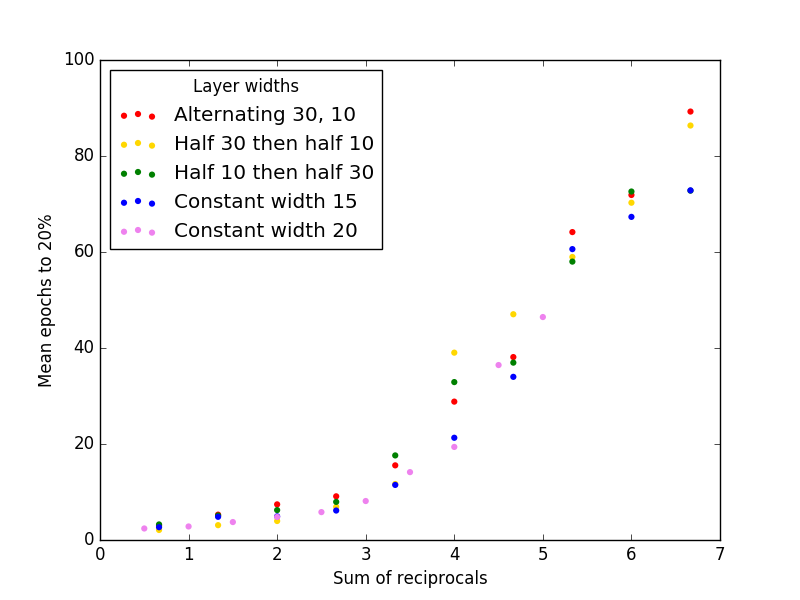 100
80
60
40
20
0
Mean epochs to 20%
Layer widths
Alternating 30, 10
Half 30 then half 10
Half 10 then half 30
Constant width 15
Constant width 20
0 1 2 3 4 5 6 7
Sum of reciprocals